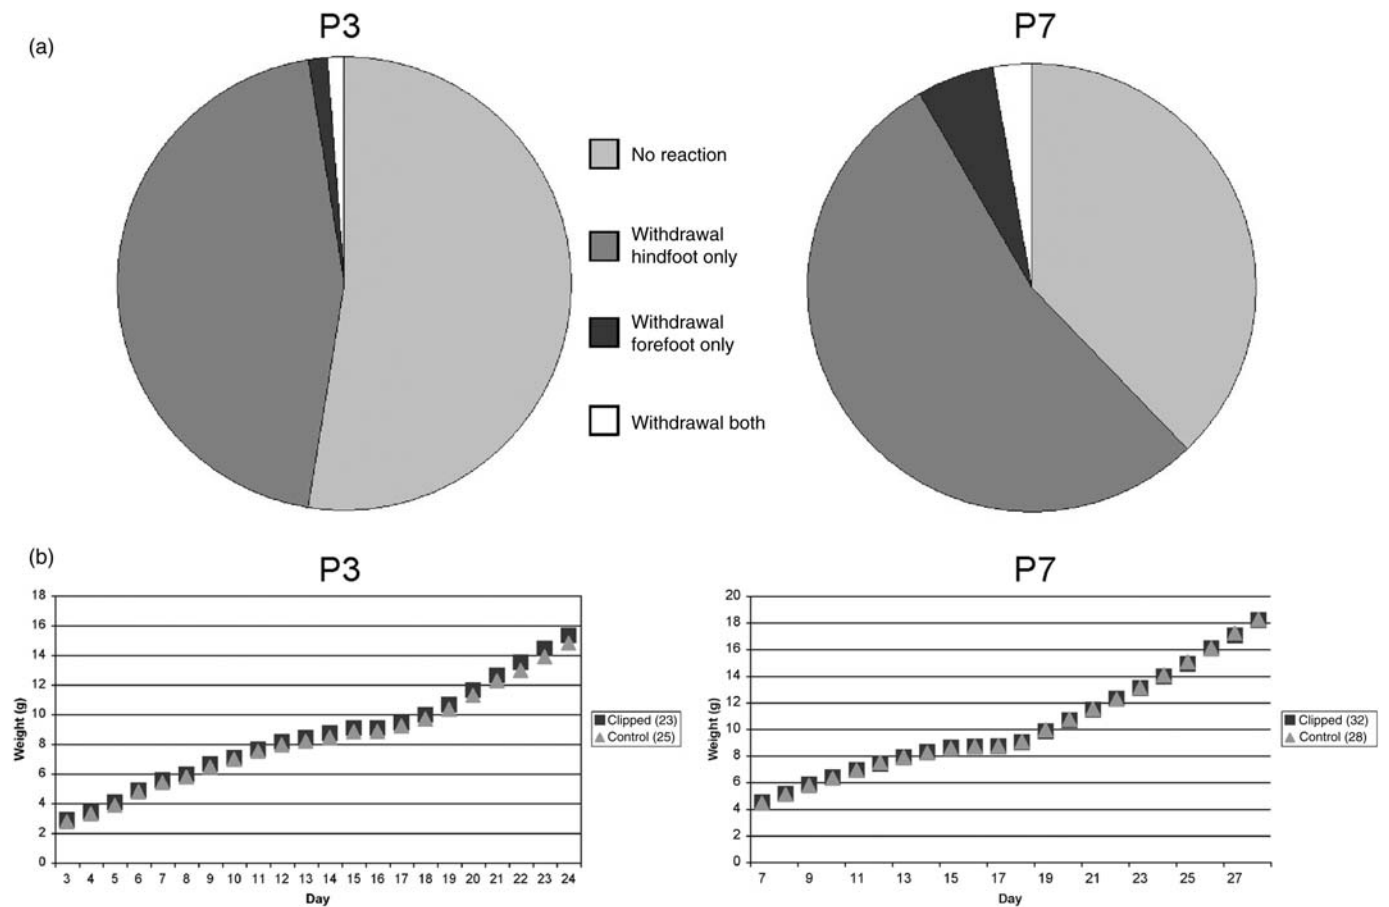 P3
P7
(a)
No reaction
Withdrawal
hindfoot only
Withdrawal
forefoot only
Withdrawal both
(b)
P3
P7
18
16
14
12
10
8
6
4
2
0
Weight (g)
3 4 5 6 7 8 9 10 11 12 13 14 15 16 17 18 19 20 21 22 23 24
Day
Clipped (23)
Control (25)
20
18
16
14
12
10
8
6
4
2
0
Weight (g)
7 9 11 13 15 17 19 21 23 25 27
Day
Clipped (32)
Control (28)